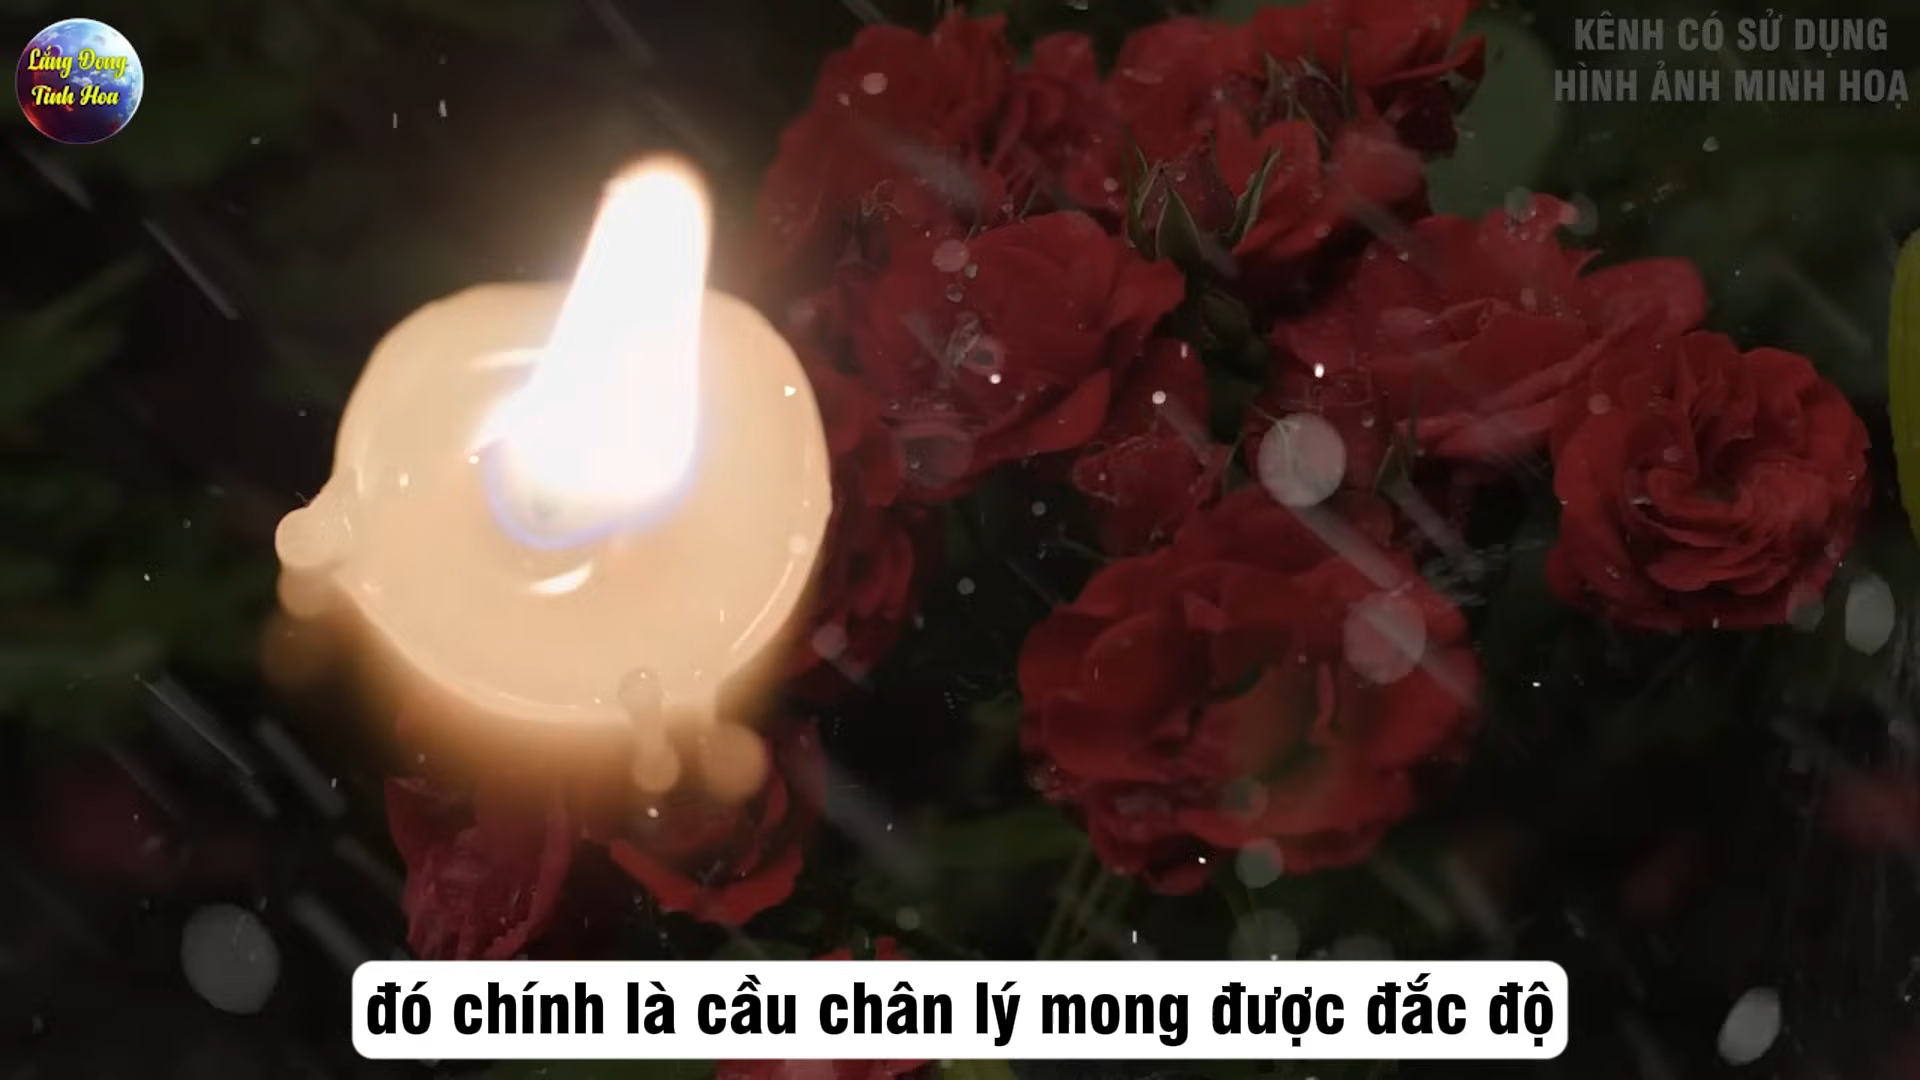 Lắng Đọng
Tinh Hoa
KÊNH CÓ SỬ DỤNG
HÌNH ẢNH MINH HOẠ
đó chính là cầu chân lý mong được đắc độ